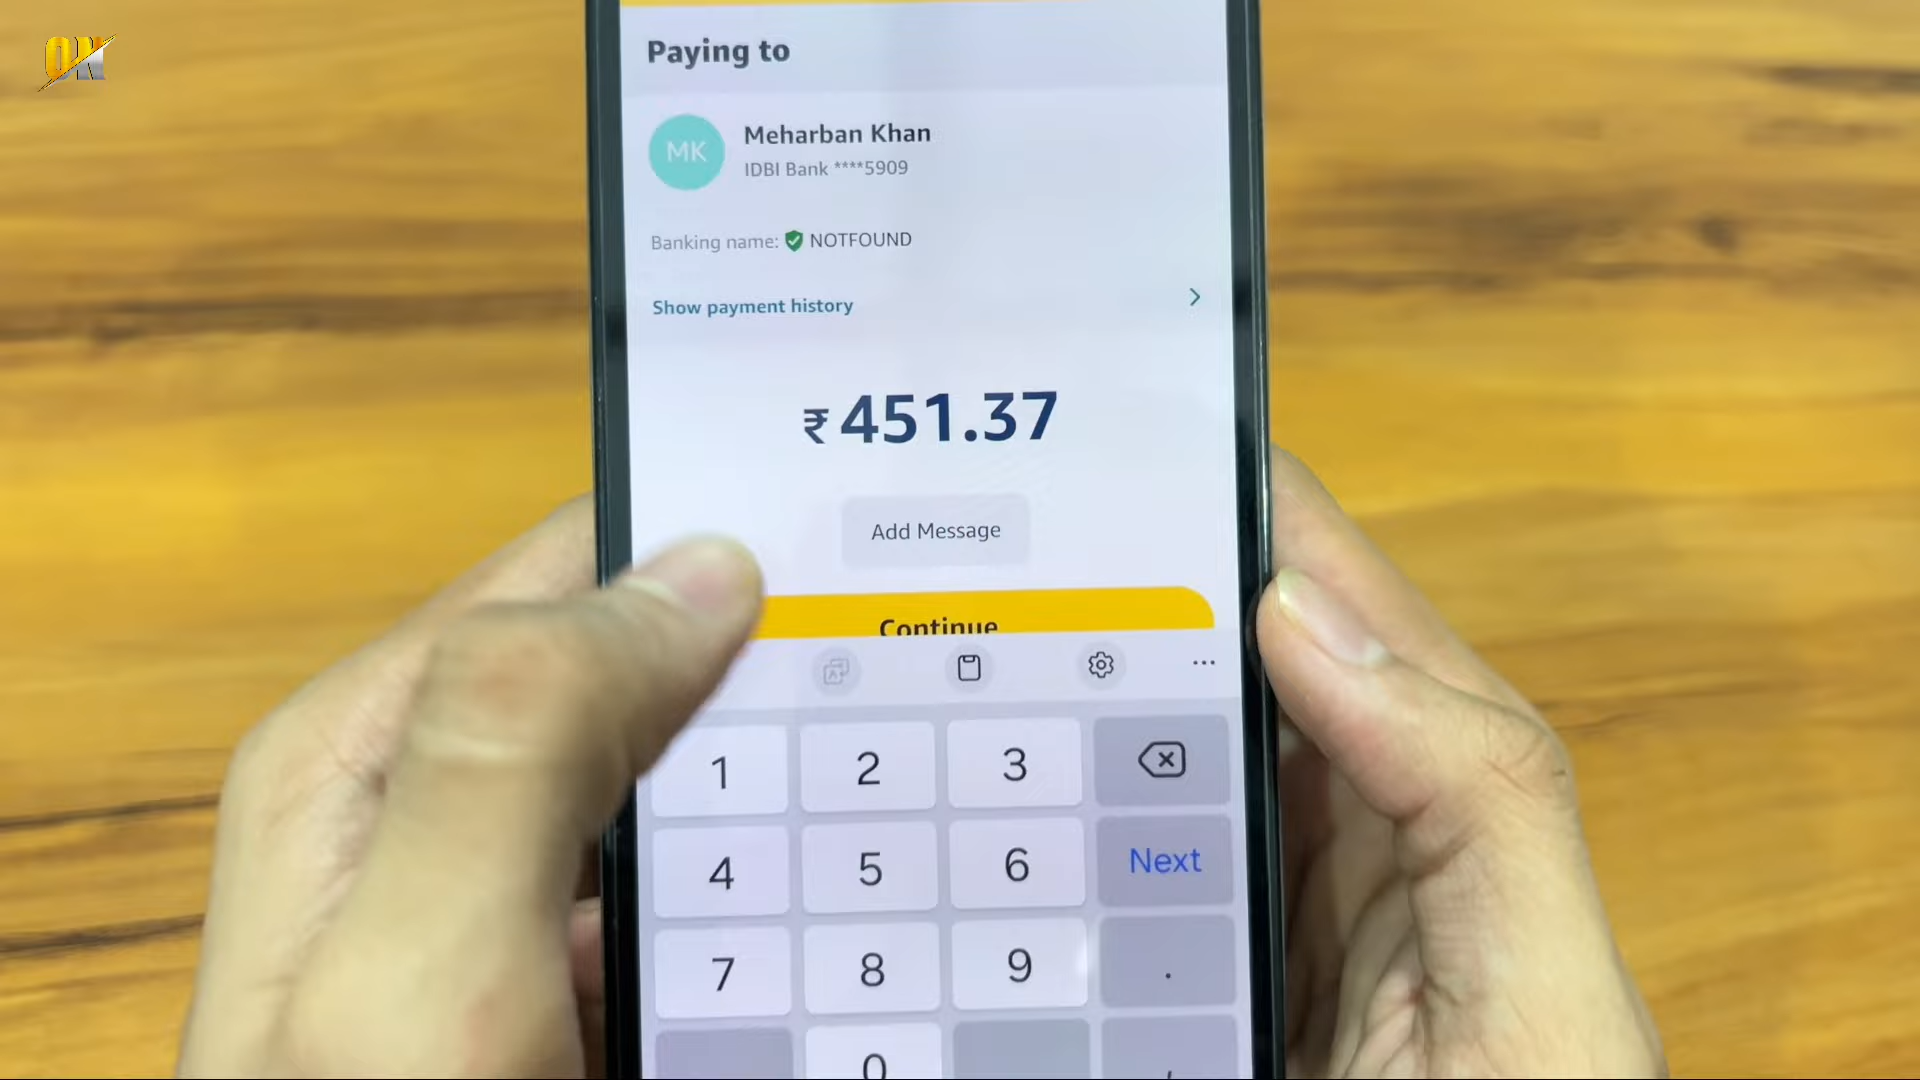 ON
Paying to
MK
Meharban Khan
IDBI Bank ****5909
Banking name: NOTFOUND
Show payment history
₹451.37
Add Message
Continue
1 2 3
4 5 6 Next
7 8 9 .
0 ,